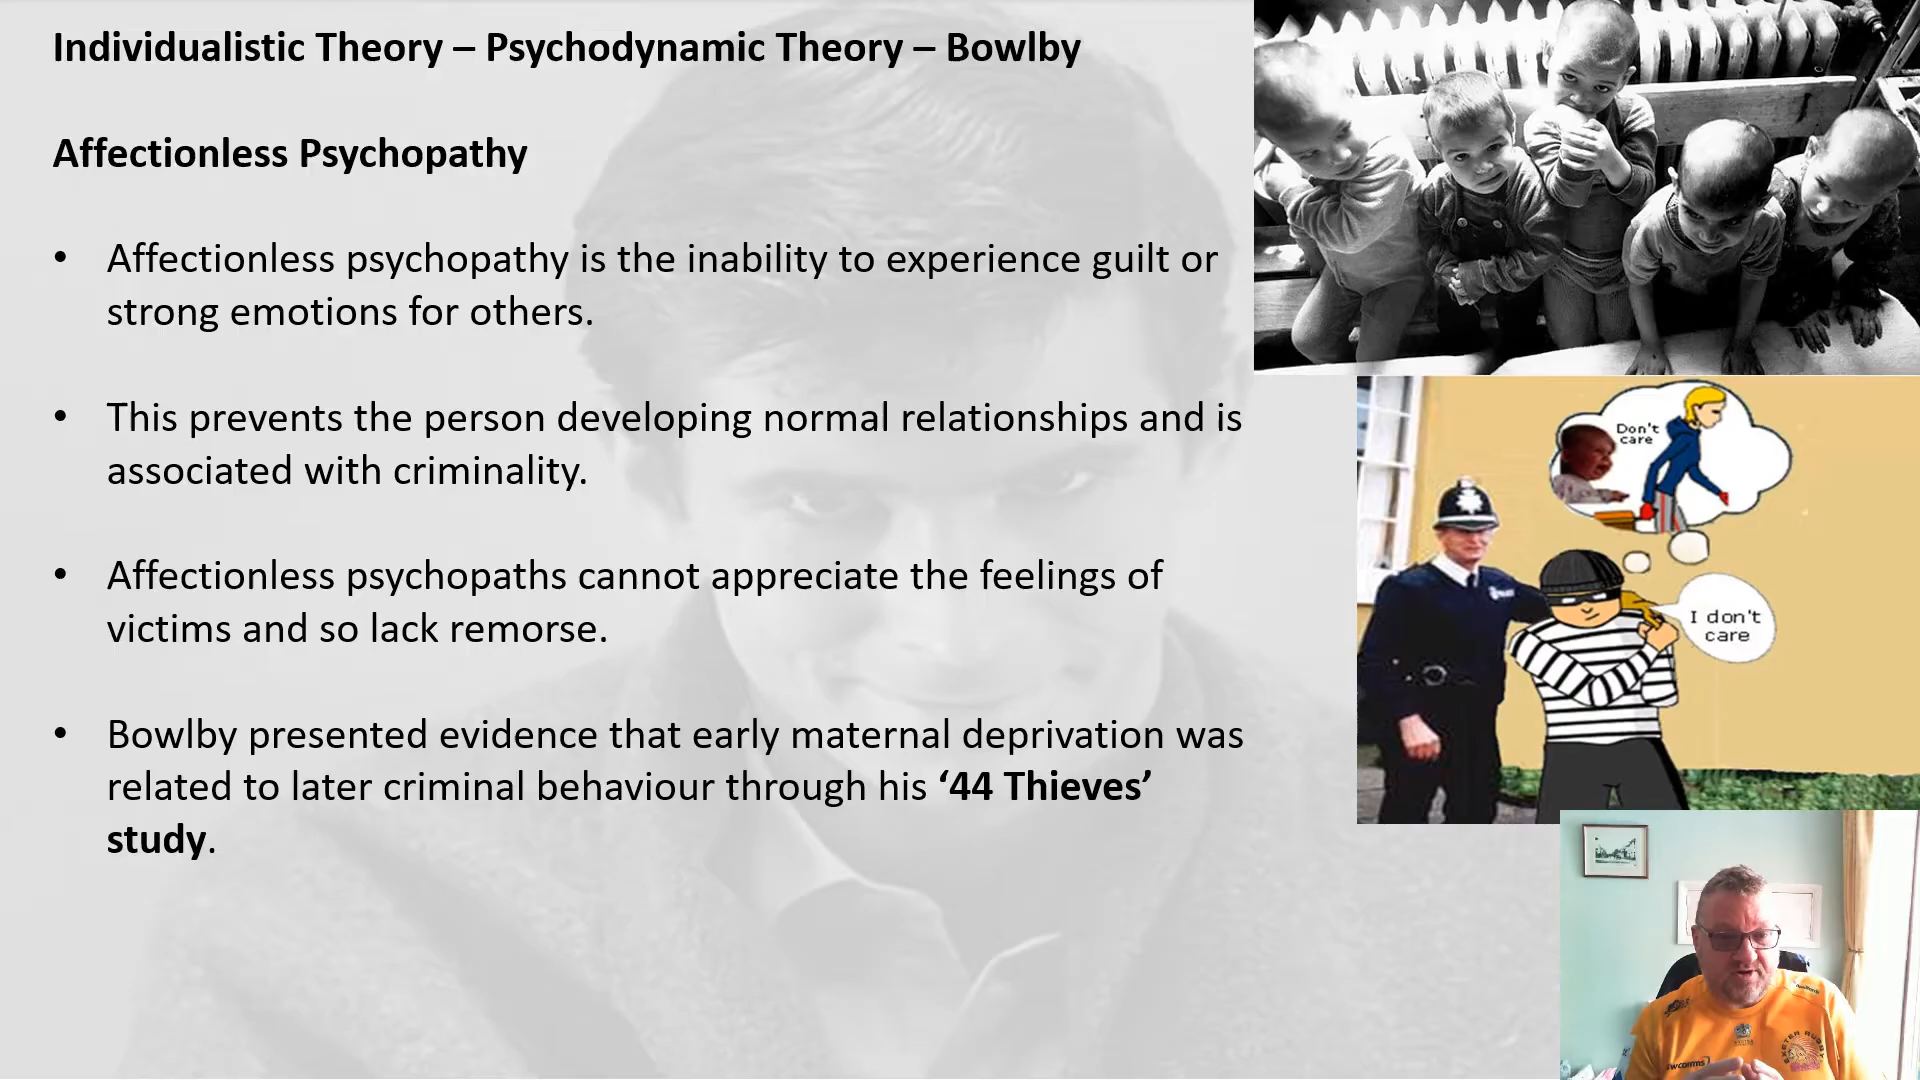 Individualistic Theory – Psychodynamic Theory – Bowlby
Affectionless Psychopathy
• Affectionless psychopathy is the inability to experience guilt or
strong emotions for others.
• This prevents the person developing normal relationships and is
associated with criminality.
• Affectionless psychopaths cannot appreciate the feelings of
victims and so lack remorse.
• Bowlby presented evidence that early maternal deprivation was
related to later criminal behaviour through his ‘44 Thieves’
study.
Don't
care
I don't
care
EXETER RUGBY